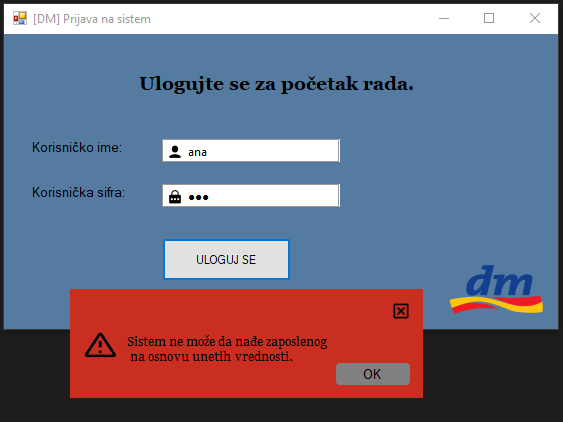 [DM] Prijava na sistem
Ulogujte se za početak rada.
Korisničko ime:
ana
Korisnička sifra:
●●●
ULOGUJ SE
dm
Sistem ne može da nađe zaposlenog
na osnovu unetih vrednosti.
OK